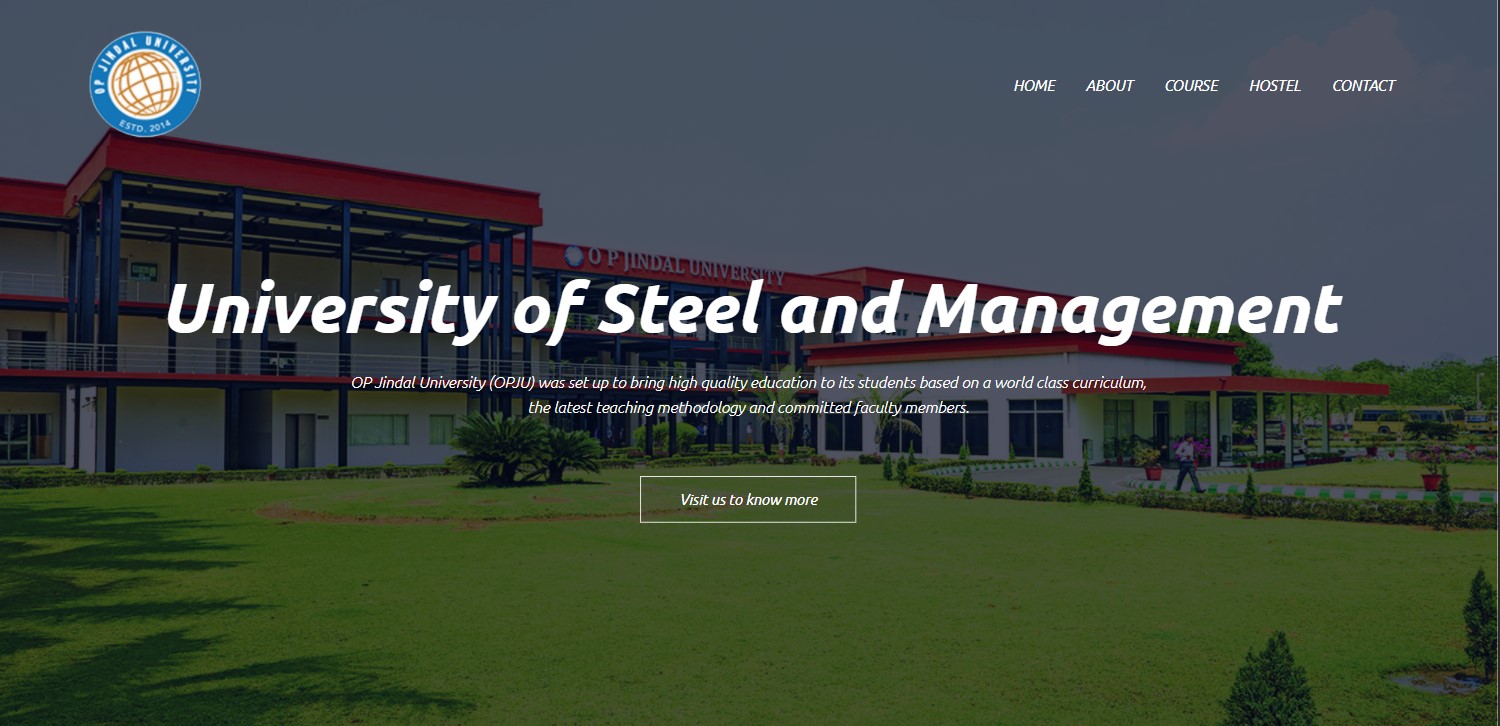 OP JINDAL UNIVERSITY
ESTD. 2014
HOME ABOUT COURSE HOSTEL CONTACT
O P JINDAL UNIVERSITY
University of Steel and Management
OP Jindal University (OPJU) was set up to bring high quality education to its students based on a world class curriculum,
the latest teaching methodology and committed faculty members.
Visit us to know more